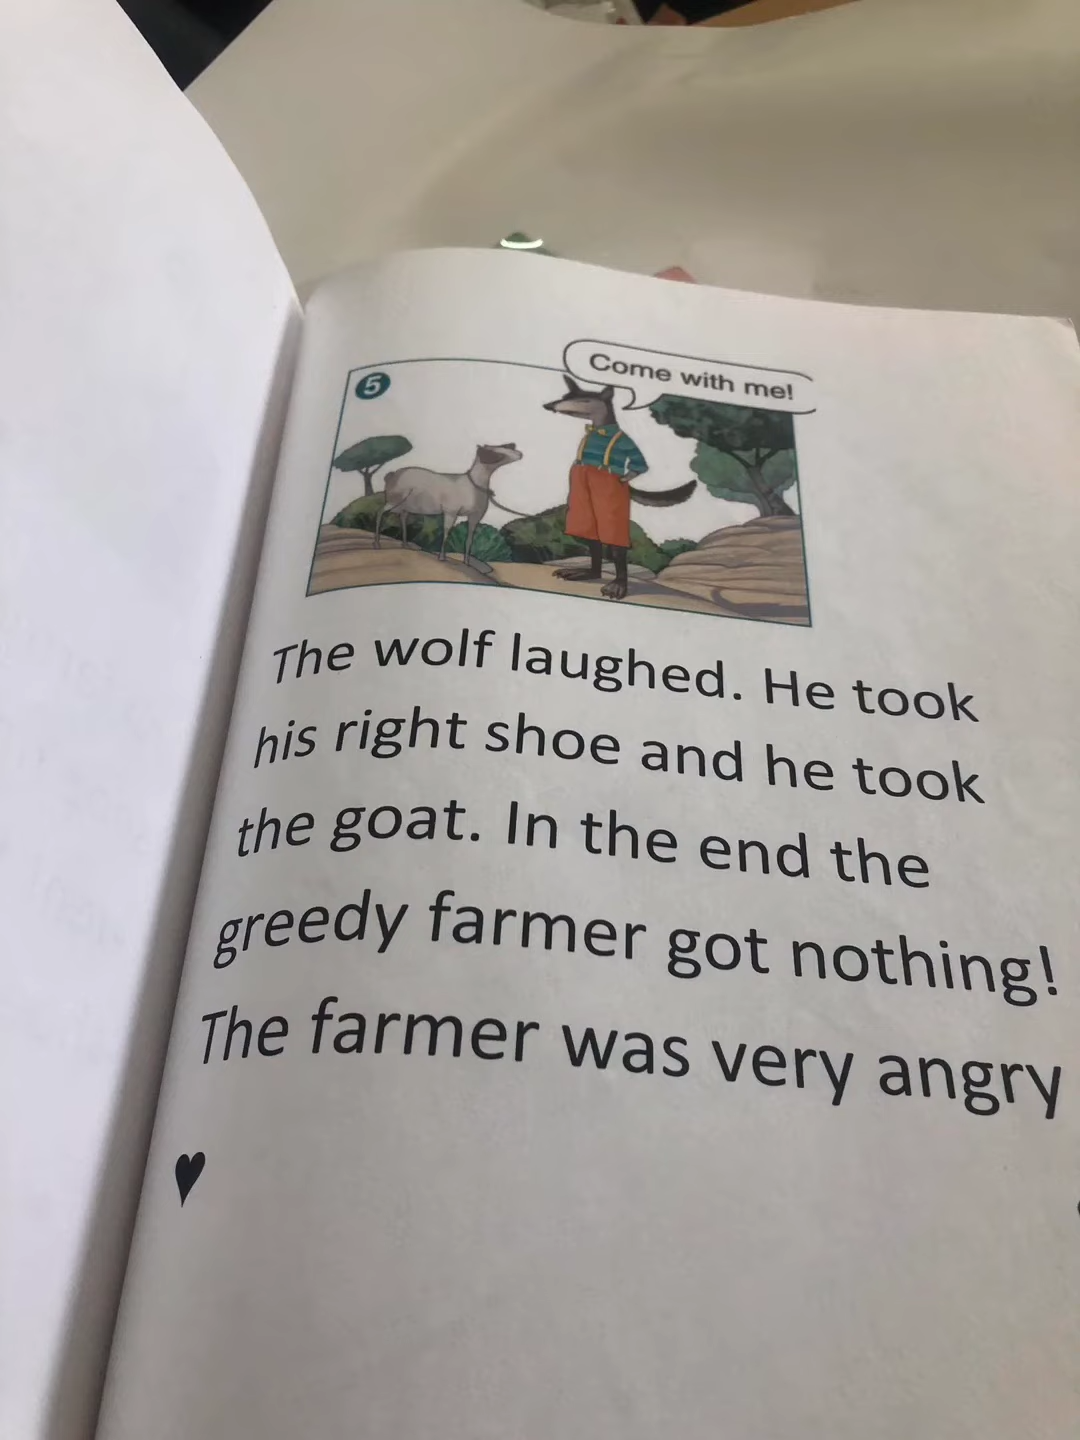 5
Come with me!
The wolf laughed. He took
his right shoe and he took
the goat. In the end the
greedy farmer got nothing!
The farmer was very angry